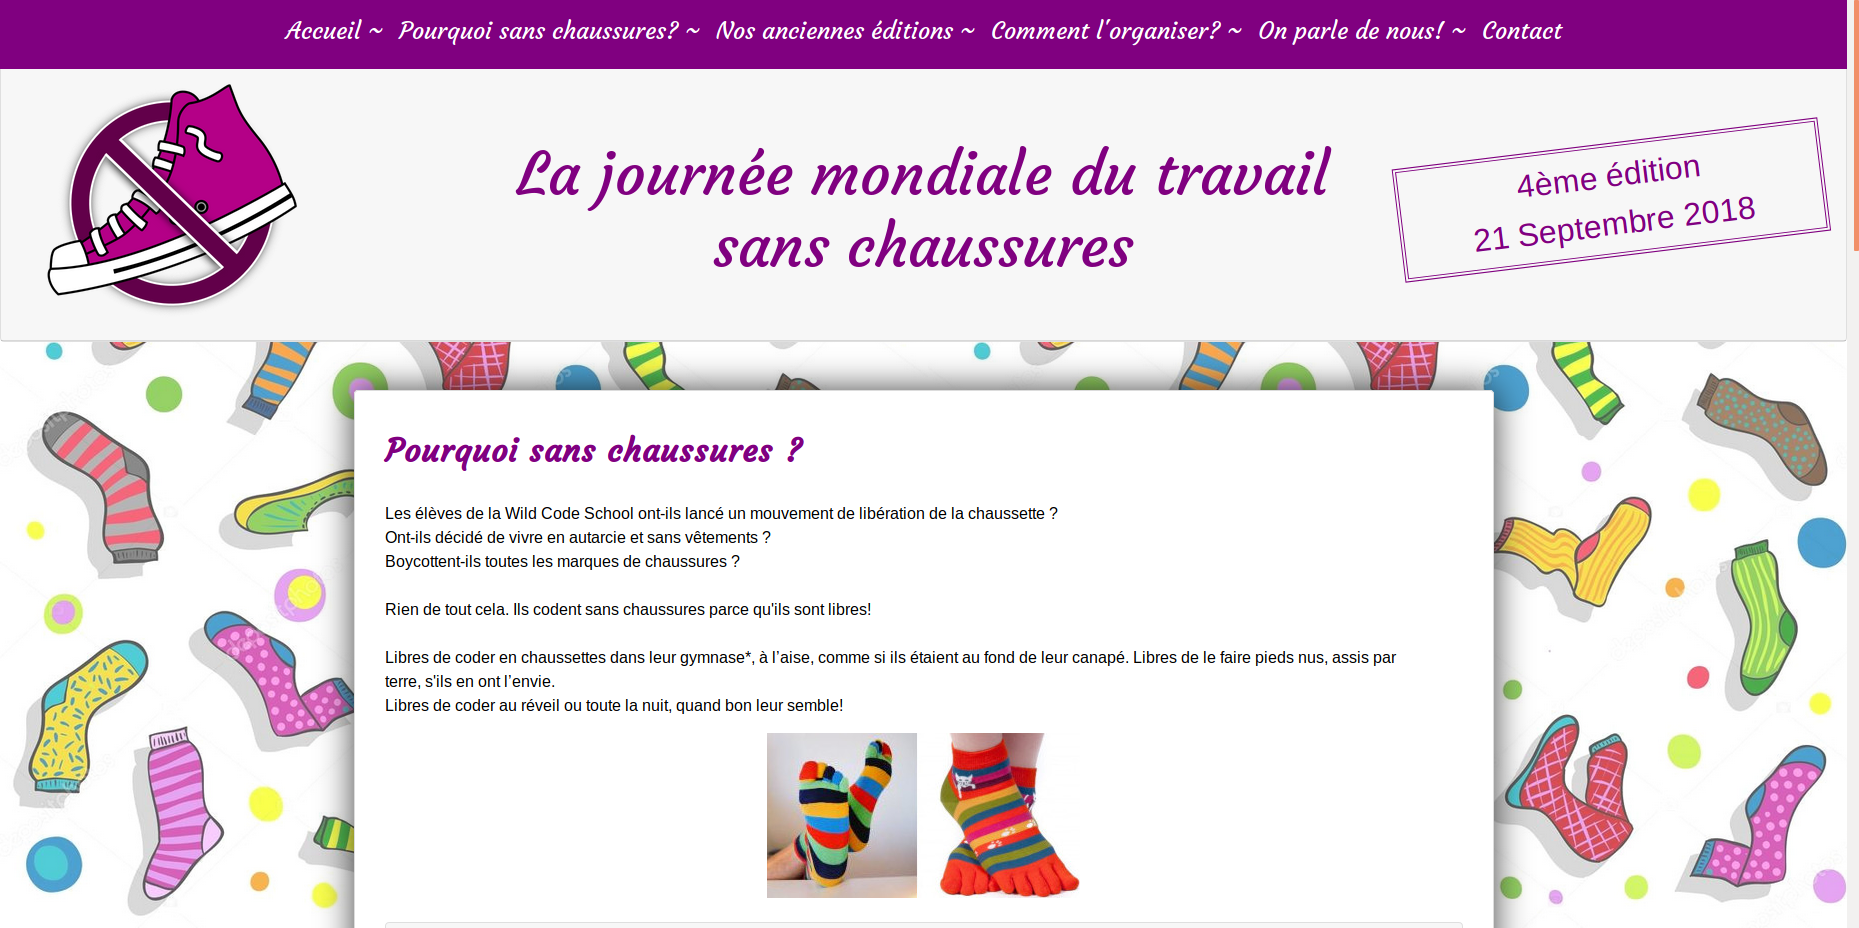 Accueil ~ Pourquoi sans chaussures? ~ Nos anciennes éditions ~ Comment l'organiser? ~ On parle de nous! ~ Contact
La journée mondiale du travail
sans chaussures
4ème édition
21 Septembre 2018
Pourquoi sans chaussures ?
Les élèves de la Wild Code School ont-ils lancé un mouvement de libération de la chaussette ?
Ont-ils décidé de vivre en autarcie et sans vêtements ?
Boycottent-ils toutes les marques de chaussures ?
Rien de tout cela. Ils codent sans chaussures parce qu'ils sont libres!
Libres de coder en chaussettes dans leur gymnase*, à l’aise, comme si ils étaient au fond de leur canapé. Libres de le faire pieds nus, assis par
terre, s'ils en ont l’envie.
Libres de coder au réveil ou toute la nuit, quand bon leur semble!